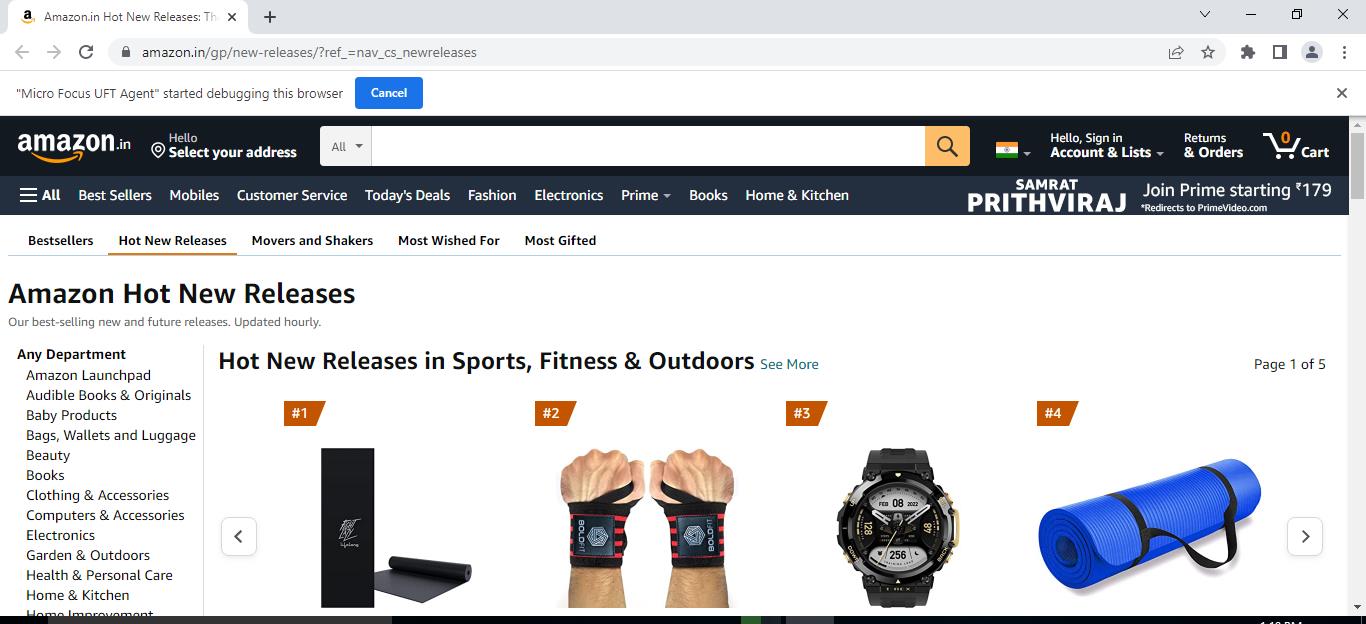 Amazon.in Hot New Releases: Th
amazon.in/gp/new-releases/?ref_=nav_cs_newreleases
"Micro Focus UFT Agent" started debugging this browser
Cancel
amazon.in
Hello
Select your address
All
Hello, Sign in
Account & Lists
Returns
& Orders
0
Cart
All
Best Sellers
Mobiles
Customer Service
Today's Deals
Fashion
Electronics
Prime
Books
Home & Kitchen
SAMRAT
PRITHVIRAJ
Join Prime starting ₹179
*Redirects to PrimeVideo.com
Bestsellers
Hot New Releases
Movers and Shakers
Most Wished For
Most Gifted
Amazon Hot New Releases
Our best-selling new and future releases. Updated hourly.
Any Department
Amazon Launchpad
Audible Books & Originals
Baby Products
Bags, Wallets and Luggage
Beauty
Books
Clothing & Accessories
Computers & Accessories
Electronics
Garden & Outdoors
Health & Personal Care
Home & Kitchen
Home Improvement
Hot New Releases in Sports, Fitness & Outdoors See More
Page 1 of 5
#1
#2
#3
#4
lifelong
BOLDFIT
BOLDFIT
FEB 08 2022
128
256
T-REX